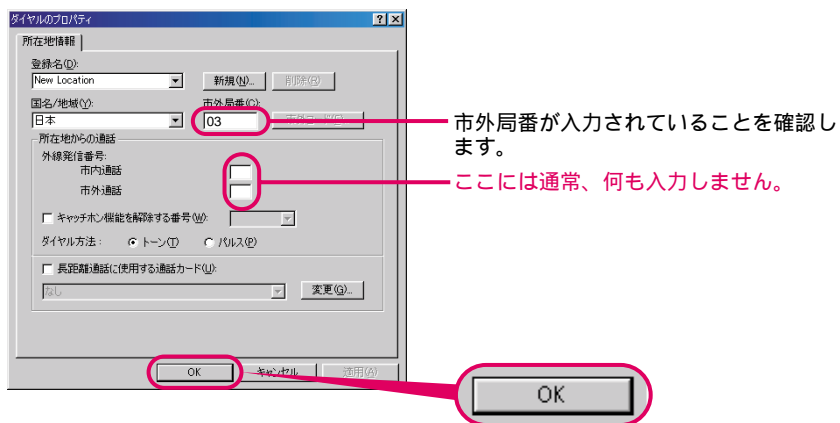 ダイヤルのプロパティ
所在地情報
登録名(D):
New Location
新規(N)...
削除(R)
国名/地域(Y):
市外局番(C):
日本
03
所在地からの通話
外線発信番号:
市内通話
市外通話
キャッチホン機能を解除する番号(W):
ダイヤル方法:
トーン(T)
パルス(P)
長距離通話に使用する通話カード(U):
なし
変更(G)...
OK
キャンセル
適用(A)
市外局番が入力されていることを確認し
ます。
ここには通常、何も入力しません。
OK